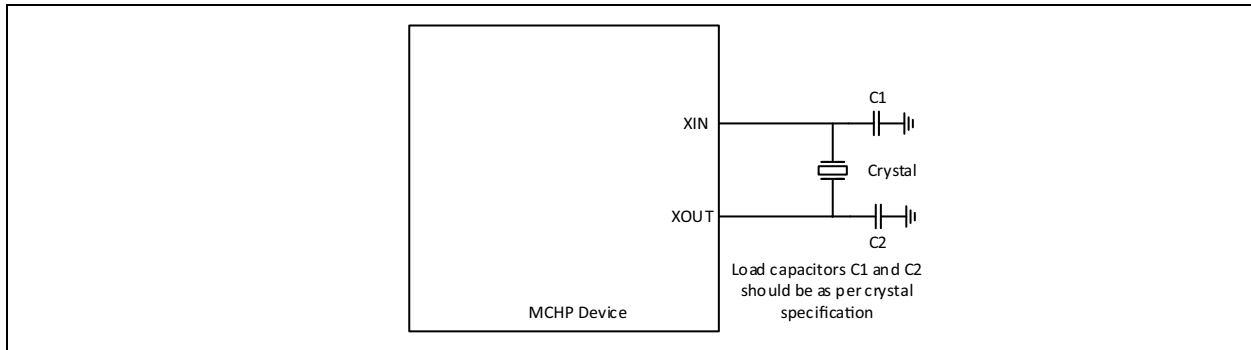 C1
XIN
Crystal
XOUT
C2
Load capacitors C1 and C2
should be as per crystal
specification
MCHP Device